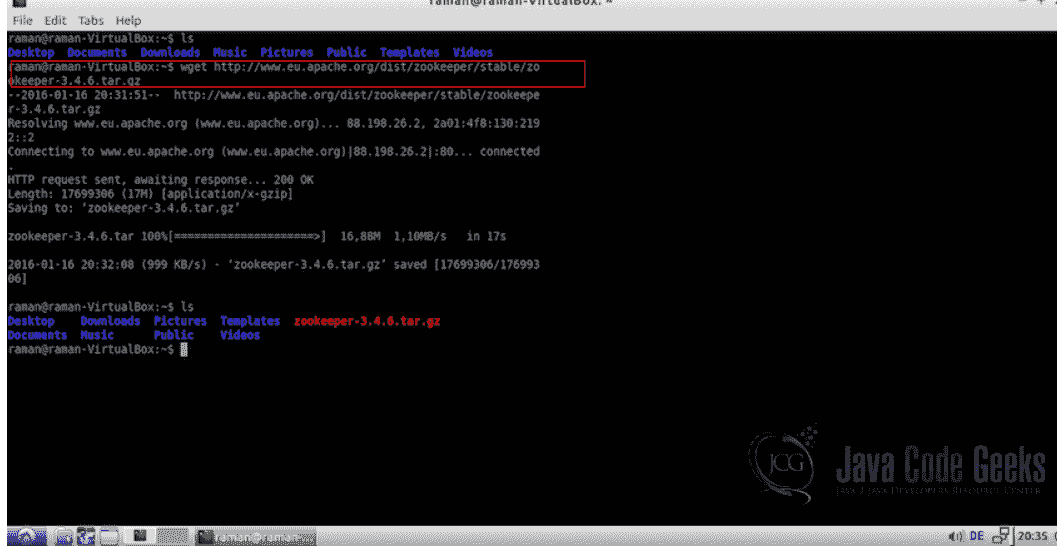 raman@raman-VirtualBox: ~
File Edit Tabs Help
raman@raman-VirtualBox:~$ ls
Desktop Documents Downloads Music Pictures Public Templates Videos
raman@raman-VirtualBox:~$ wget http://www.eu.apache.org/dist/zookeeper/stable/zo
okeeper-3.4.6.tar.gz
--2016-01-16 20:31:51-- http://www.eu.apache.org/dist/zookeeper/stable/zookeepe
r-3.4.6.tar.gz
Resolving www.eu.apache.org (www.eu.apache.org)... 88.198.26.2, 2a01:4f8:130:219
2::2
Connecting to www.eu.apache.org (www.eu.apache.org)|88.198.26.2|:80... connected
.
HTTP request sent, awaiting response... 200 OK
Length: 17699306 (17M) [application/x-gzip]
Saving to: ‘zookeeper-3.4.6.tar.gz’
zookeeper-3.4.6.tar 100%[=====================>] 16,88M 1,10MB/s in 17s
2016-01-16 20:32:08 (999 KB/s) - ‘zookeeper-3.4.6.tar.gz’ saved [17699306/176993
06]
raman@raman-VirtualBox:~$ ls
Desktop Downloads Pictures Templates zookeeper-3.4.6.tar.gz
Documents Music Public Videos
raman@raman-VirtualBox:~$
JCG Java Code Geeks
JAVA 2 JAVA DEVELOPERS RESOURCE CENTER
raman@raman-...
DE 20:35